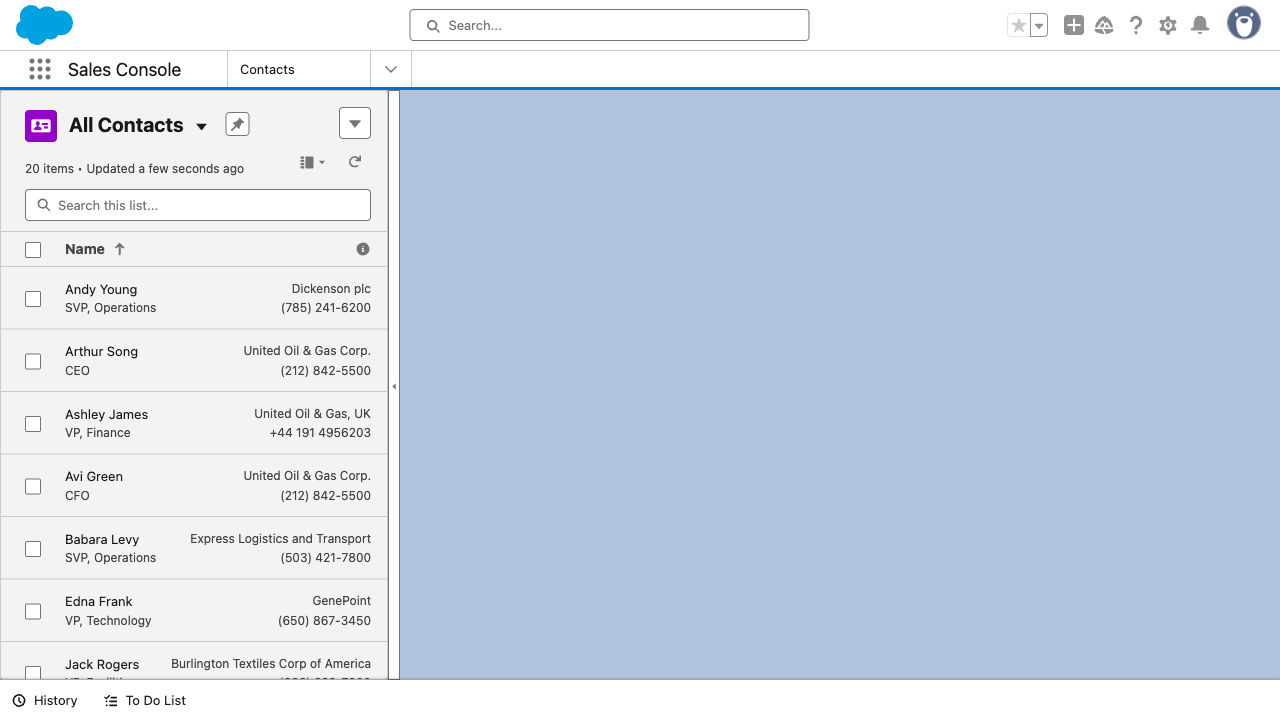 Search...
Sales Console
Contacts
All Contacts
20 items • Updated a few seconds ago
Search this list...
Name
Andy Young
Dickenson plc
SVP, Operations
(785) 241-6200
Arthur Song
United Oil & Gas Corp.
CEO
(212) 842-5500
Ashley James
United Oil & Gas, UK
VP, Finance
+44 191 4956203
Avi Green
United Oil & Gas Corp.
CFO
(212) 842-5500
Babara Levy
Express Logistics and Transport
SVP, Operations
(503) 421-7800
Edna Frank
GenePoint
VP, Technology
(650) 867-3450
Jack Rogers
Burlington Textiles Corp of America
History
To Do List